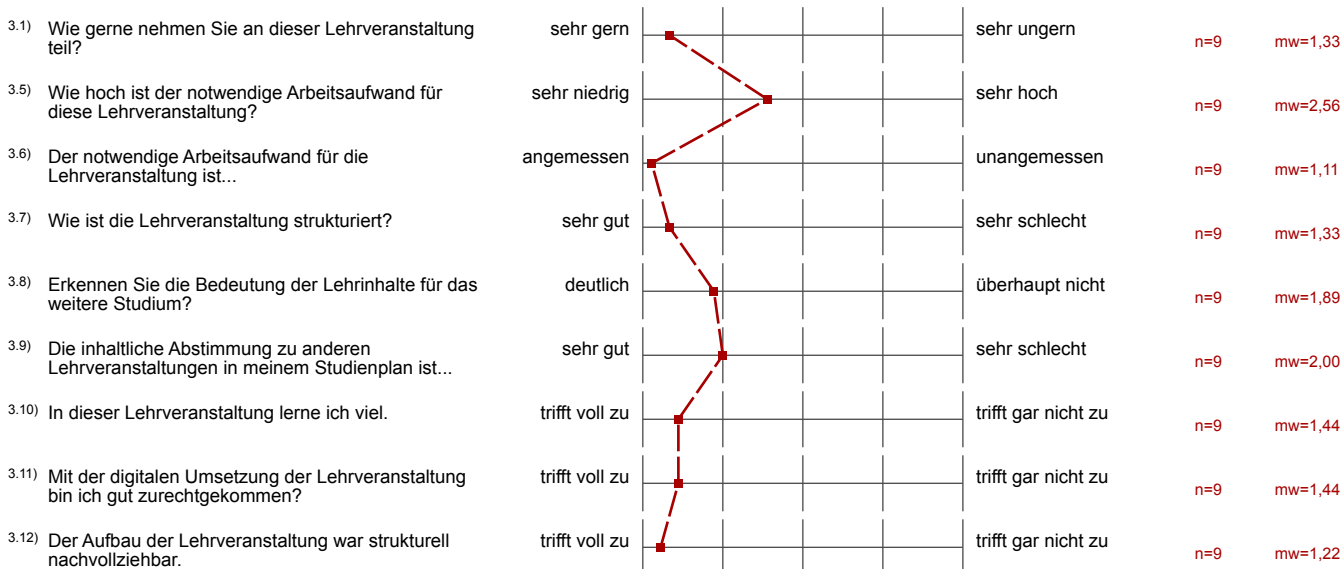 3.1) Wie gerne nehmen Sie an dieser Lehrveranstaltung sehr gern sehr ungern n=9 mw=1,33
teil?
3.5) Wie hoch ist der notwendige Arbeitsaufwand für sehr niedrig sehr hoch n=9 mw=2,56
diese Lehrveranstaltung?
3.6) Der notwendige Arbeitsaufwand für die angemessen unangemessen n=9 mw=1,11
Lehrveranstaltung ist...
3.7) Wie ist die Lehrveranstaltung strukturiert? sehr gut sehr schlecht n=9 mw=1,33
3.8) Erkennen Sie die Bedeutung der Lehrinhalte für das deutlich überhaupt nicht n=9 mw=1,89
weitere Studium?
3.9) Die inhaltliche Abstimmung zu anderen sehr gut sehr schlecht n=9 mw=2,00
Lehrveranstaltungen in meinem Studienplan ist...
3.10) In dieser Lehrveranstaltung lerne ich viel. trifft voll zu trifft gar nicht zu n=9 mw=1,44
3.11) Mit der digitalen Umsetzung der Lehrveranstaltung trifft voll zu trifft gar nicht zu n=9 mw=1,44
bin ich gut zurechtgekommen?
3.12) Der Aufbau der Lehrveranstaltung war strukturell trifft voll zu trifft gar nicht zu n=9 mw=1,22
nachvollziehbar.